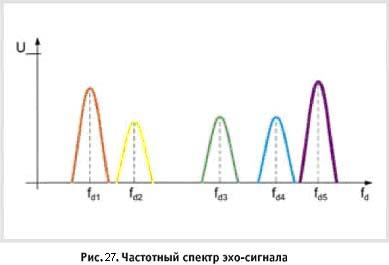 U
fd1 fd2 fd3 fd4 fd5 fd
Рис. 27. Частотный спектр эхо-сигнала